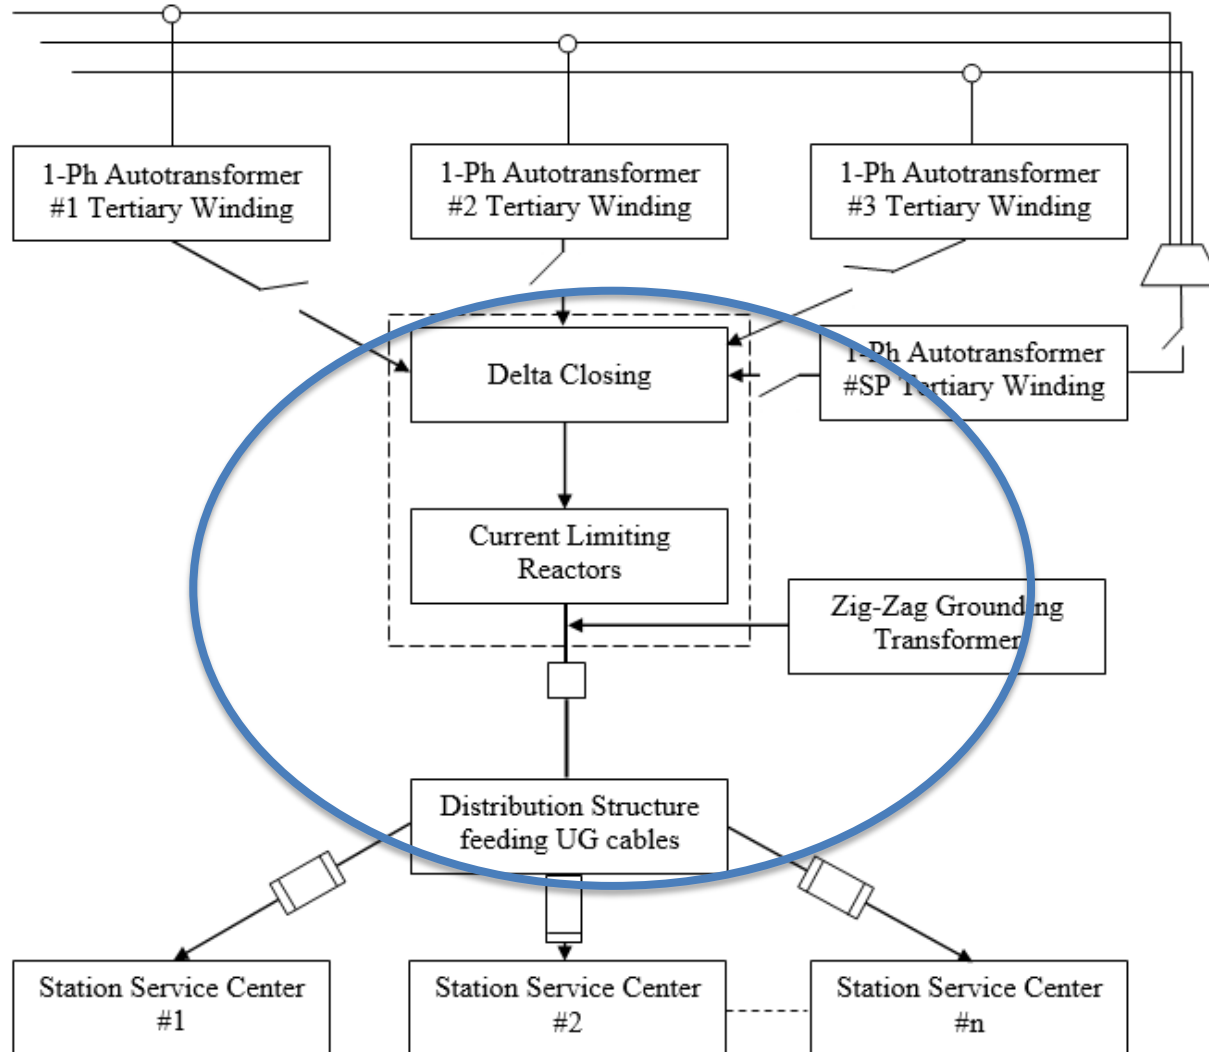 1-Ph Autotransformer
#1 Tertiary Winding
1-Ph Autotransformer
#2 Tertiary Winding
1-Ph Autotransformer
#3 Tertiary Winding
Delta Closing
1-Ph Autotransformer
#SP Tertiary Winding
Current Limiting
Reactors
Zig-Zag Grounding
Transformer
Distribution Structure
feeding UG cables
Station Service Center
#1
Station Service Center
#2
Station Service Center
#n